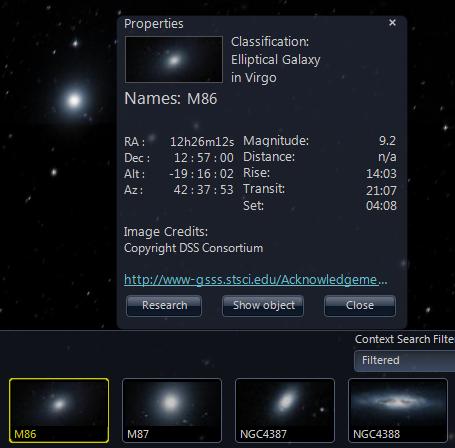 Properties ×
Classification:
Elliptical Galaxy
in Virgo
Names: M86
RA : 12h26m12s Magnitude: 9.2
Dec : 12 : 57 : 00 Distance: n/a
Alt : -19 : 16 : 02 Rise: 14:03
Az : 42 : 37 : 53 Transit: 21:07
Set: 04:08
Image Credits:
Copyright DSS Consortium
http://www-gsss.stsci.edu/Acknowledgeme...
Research Show object Close
Context Search Filte
Filtered
M86 M87 NGC4387 NGC4388